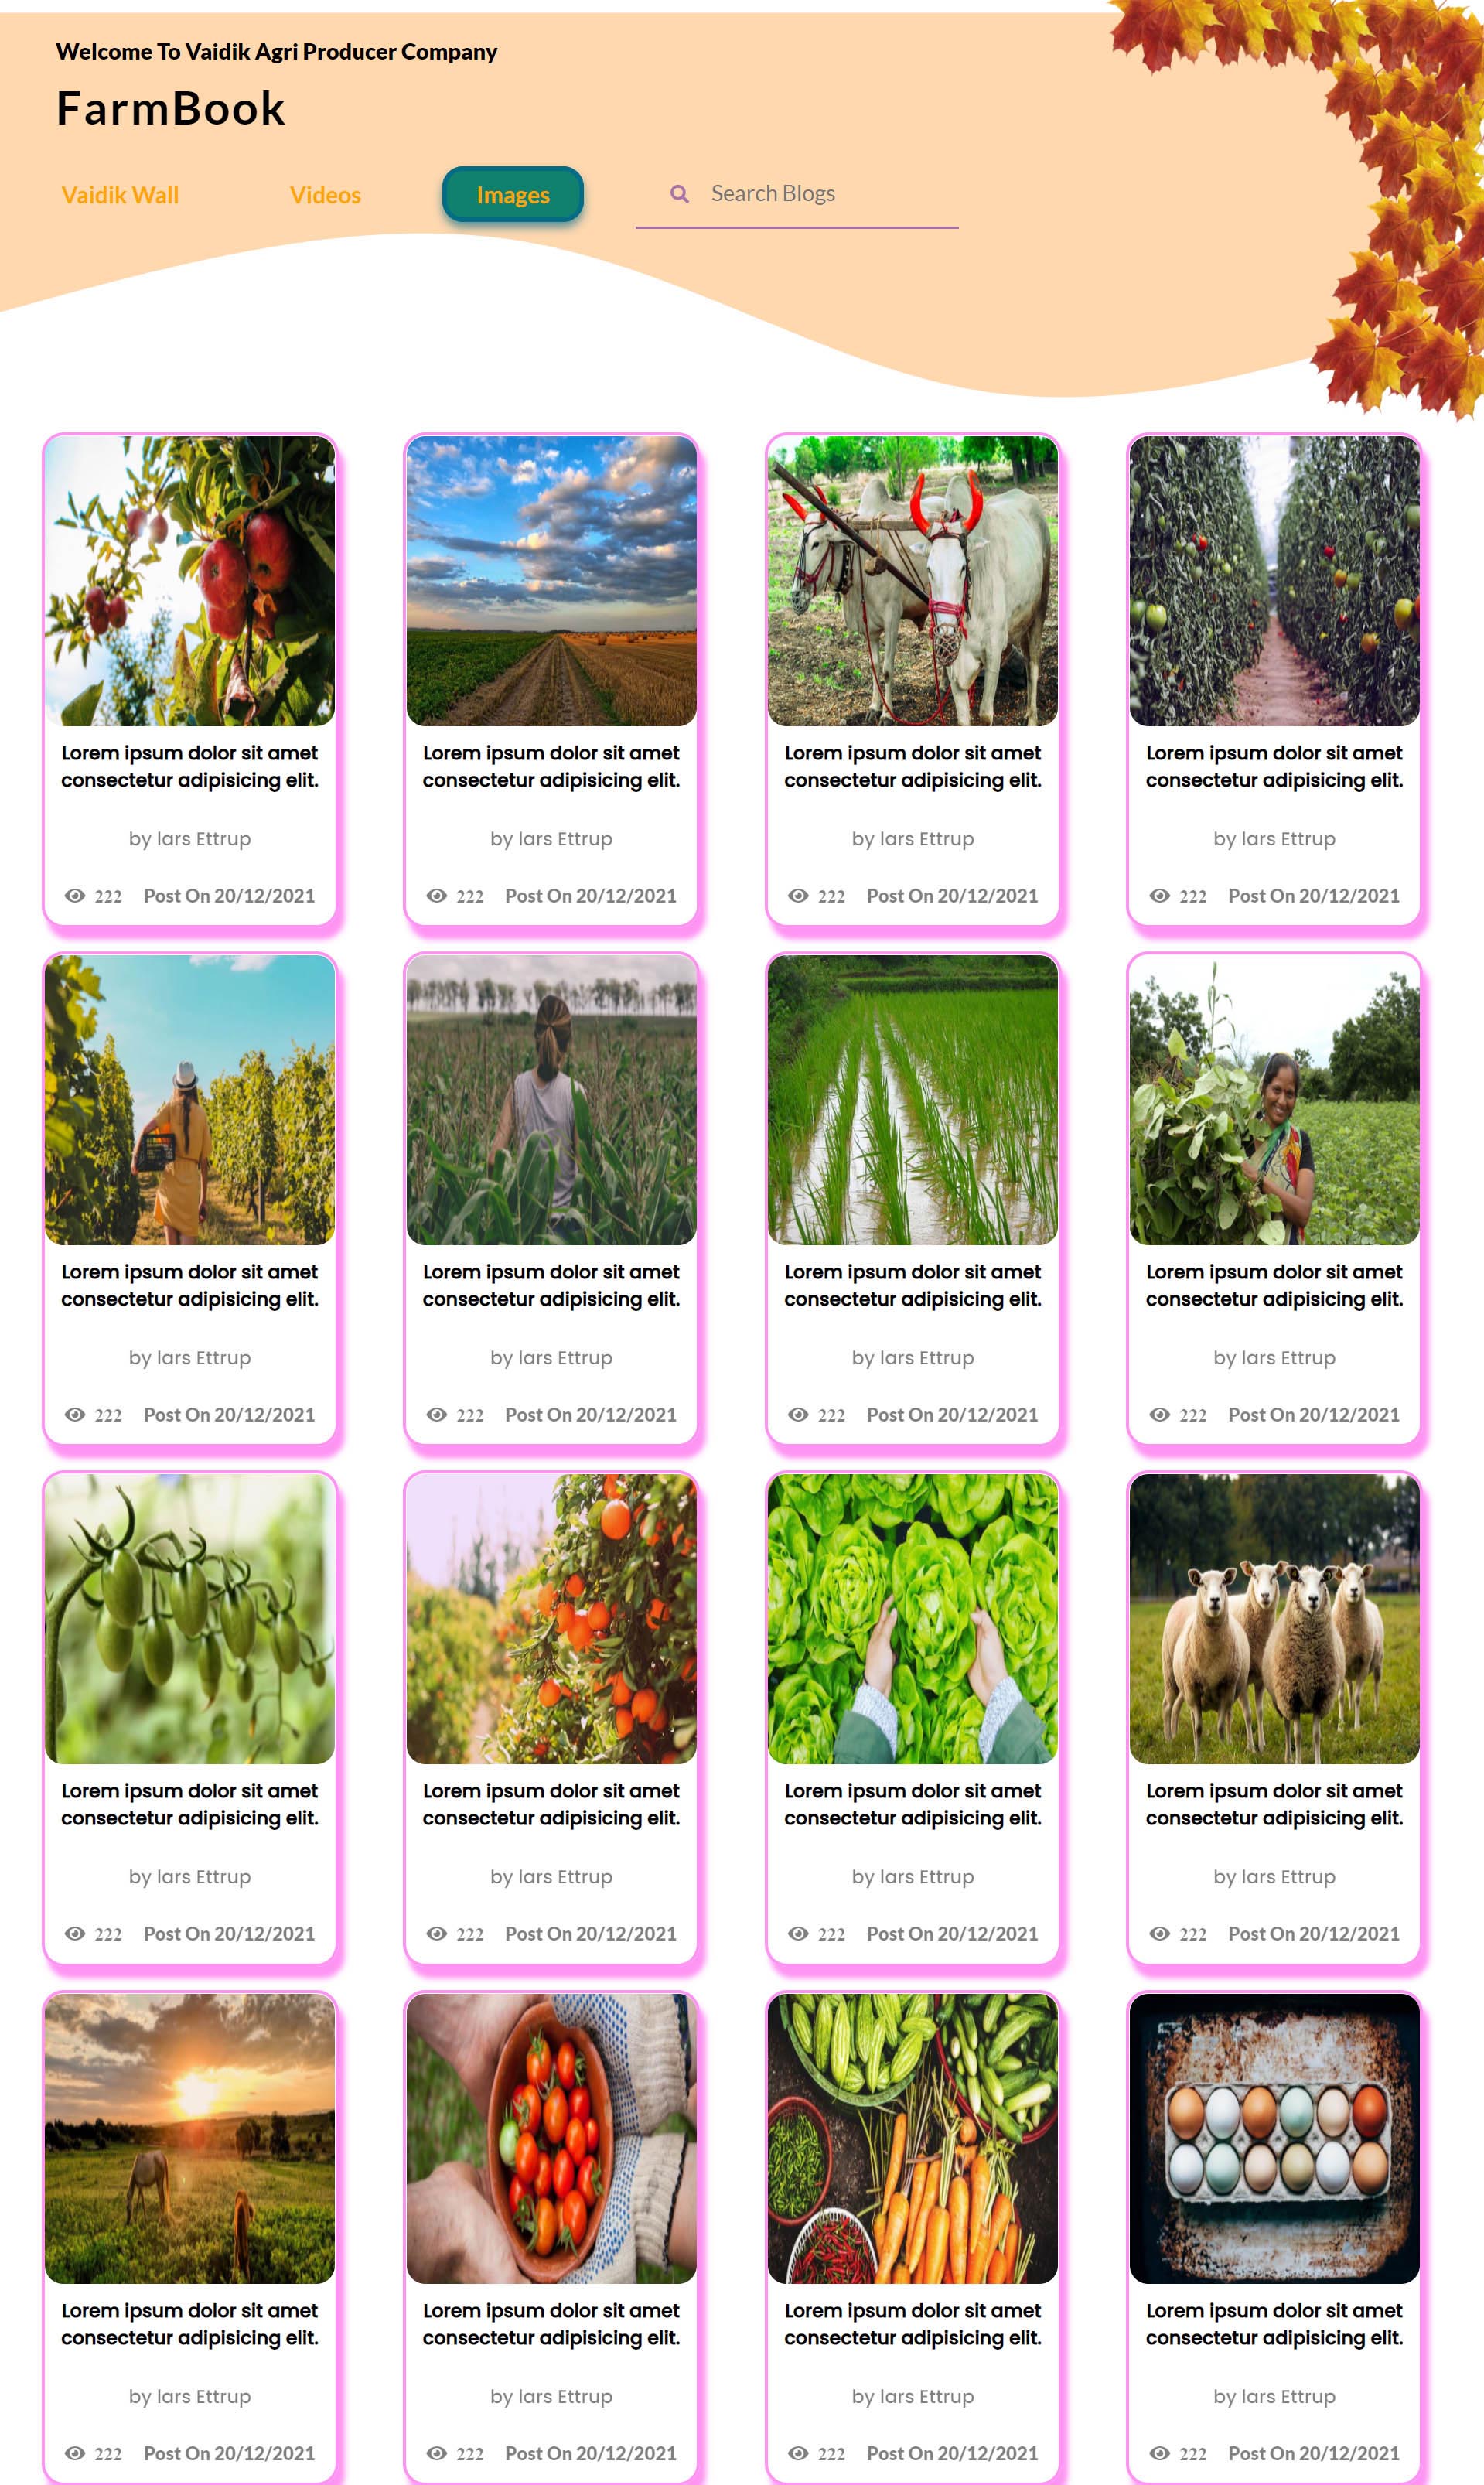 Welcome To Vaidik Agri Producer Company
FarmBook
Vaidik Wall Videos Images Search Blogs
Lorem ipsum dolor sit amet
consectetur adipisicing elit.
by lars Ettrup
222 Post On 20/12/2021
Lorem ipsum dolor sit amet
consectetur adipisicing elit.
by lars Ettrup
222 Post On 20/12/2021
Lorem ipsum dolor sit amet
consectetur adipisicing elit.
by lars Ettrup
222 Post On 20/12/2021
Lorem ipsum dolor sit amet
consectetur adipisicing elit.
by lars Ettrup
222 Post On 20/12/2021
Lorem ipsum dolor sit amet
consectetur adipisicing elit.
by lars Ettrup
222 Post On 20/12/2021
Lorem ipsum dolor sit amet
consectetur adipisicing elit.
by lars Ettrup
222 Post On 20/12/2021
Lorem ipsum dolor sit amet
consectetur adipisicing elit.
by lars Ettrup
222 Post On 20/12/2021
Lorem ipsum dolor sit amet
consectetur adipisicing elit.
by lars Ettrup
222 Post On 20/12/2021
Lorem ipsum dolor sit amet
consectetur adipisicing elit.
by lars Ettrup
222 Post On 20/12/2021
Lorem ipsum dolor sit amet
consectetur adipisicing elit.
by lars Ettrup
222 Post On 20/12/2021
Lorem ipsum dolor sit amet
consectetur adipisicing elit.
by lars Ettrup
222 Post On 20/12/2021
Lorem ipsum dolor sit amet
consectetur adipisicing elit.
by lars Ettrup
222 Post On 20/12/2021
Lorem ipsum dolor sit amet
consectetur adipisicing elit.
by lars Ettrup
222 Post On 20/12/2021
Lorem ipsum dolor sit amet
consectetur adipisicing elit.
by lars Ettrup
222 Post On 20/12/2021
Lorem ipsum dolor sit amet
consectetur adipisicing elit.
by lars Ettrup
222 Post On 20/12/2021
Lorem ipsum dolor sit amet
consectetur adipisicing elit.
by lars Ettrup
222 Post On 20/12/2021